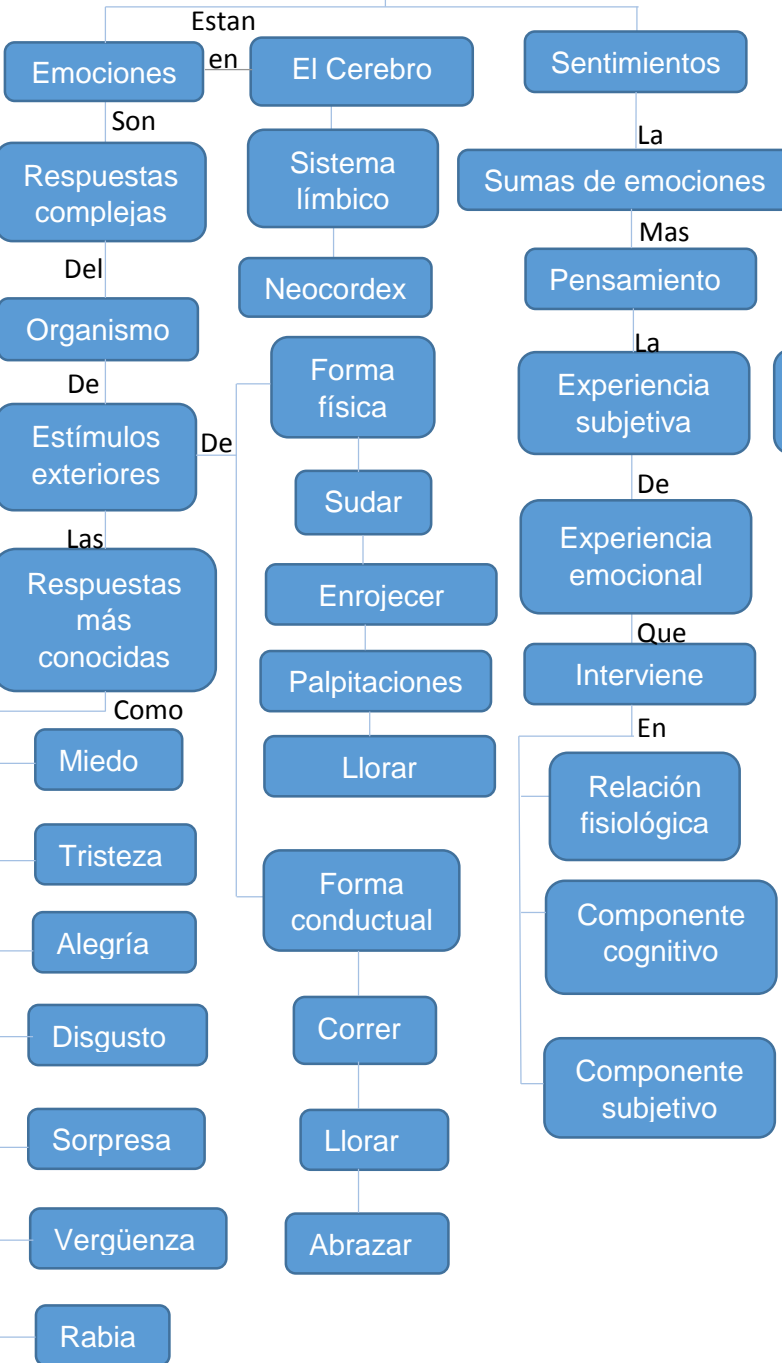 Estan
Emociones
en
El Cerebro
Sentimientos
Son
Respuestas
complejas
Del
Organismo
De
Estímulos
exteriores
De
Las
Respuestas
más
conocidas
Como
Miedo
Tristeza
Alegría
Disgusto
Sorpresa
Vergüenza
Rabia
Sistema
límbico
Neocordex
Forma
física
Sudar
Enrojecer
Palpitaciones
Llorar
Forma
conductual
Correr
Llorar
Abrazar
La
Sumas de emociones
Mas
Pensamiento
La
Experiencia
subjetiva
De
Experiencia
emocional
Que
Interviene
En
Relación
fisiológica
Componente
cognitivo
Componente
subjetivo